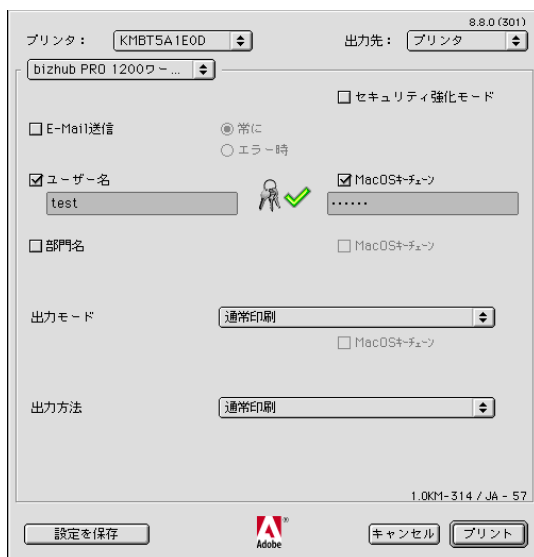 8.8.0 (301)
プリンタ： KMBT5A1E0D 出力先： プリンタ
bizhub PRO 1200ワー...
セキュリティ強化モード
E-Mail送信 常に
エラー時
ユーザー名 MacOSキーチェーン
test ••••••
部門名 MacOSキーチェーン
出力モード 通常印刷
MacOSキーチェーン
出力方法 通常印刷
1.0KM-314 / JA - 57
設定を保存 Adobe ® キャンセル プリント